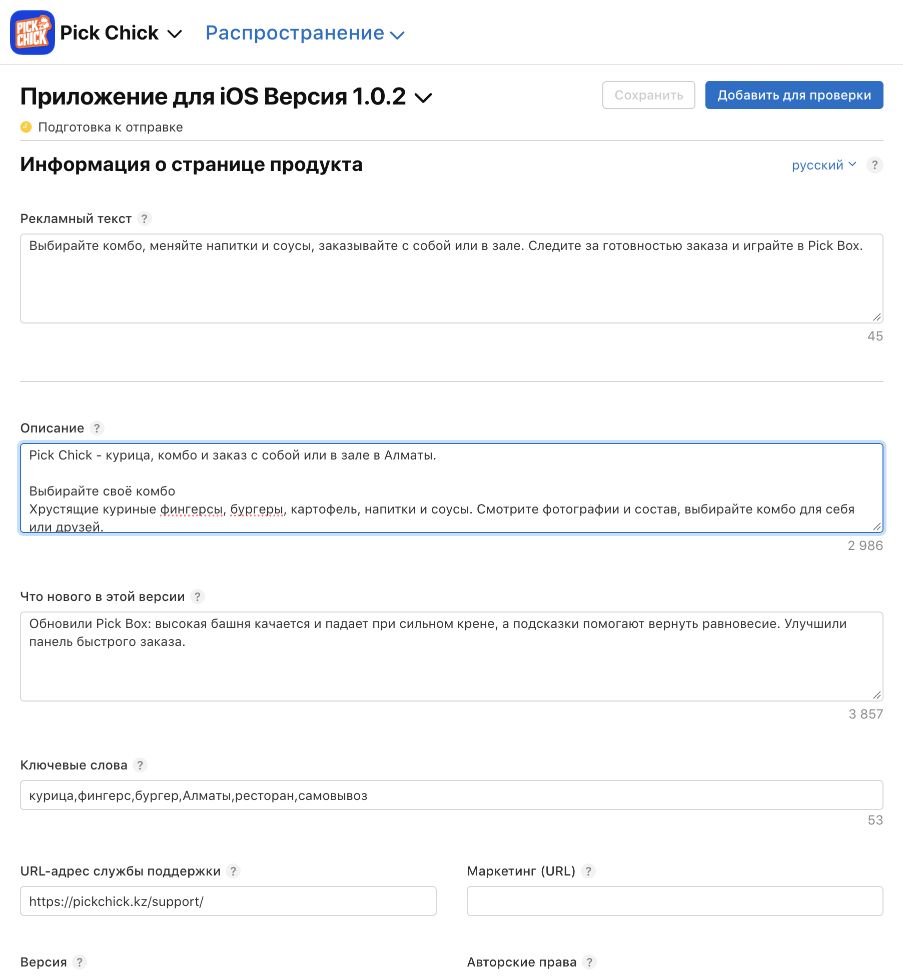 PICK
CHICK
Pick Chick
Распространение
Приложение для iOS Версия 1.0.2
Сохранить
Добавить для проверки
Подготовка к отправке
Информация о странице продукта
русский
?
Рекламный текст ?
Выбирайте комбо, меняйте напитки и соусы, заказывайте с собой или в зале. Следите за готовностью заказа и играйте в Pick Box.
45
Описание ?
Pick Chick - курица, комбо и заказ с собой или в зале в Алматы.
Выбирайте своё комбо
Хрустящие куриные фингерсы, бургеры, картофель, напитки и соусы. Смотрите фотографии и состав, выбирайте комбо для себя
или друзей.
2 986
Что нового в этой версии ?
Обновили Pick Box: высокая башня качается и падает при сильном крене, а подсказки помогают вернуть равновесие. Улучшили
панель быстрого заказа.
3 857
Ключевые слова ?
курица,фингерс,бургер,Алматы,ресторан,самовывоз
53
URL-адрес службы поддержки ?
Маркетинг (URL) ?
https://pickchick.kz/support/
Версия ?
Авторские права ?